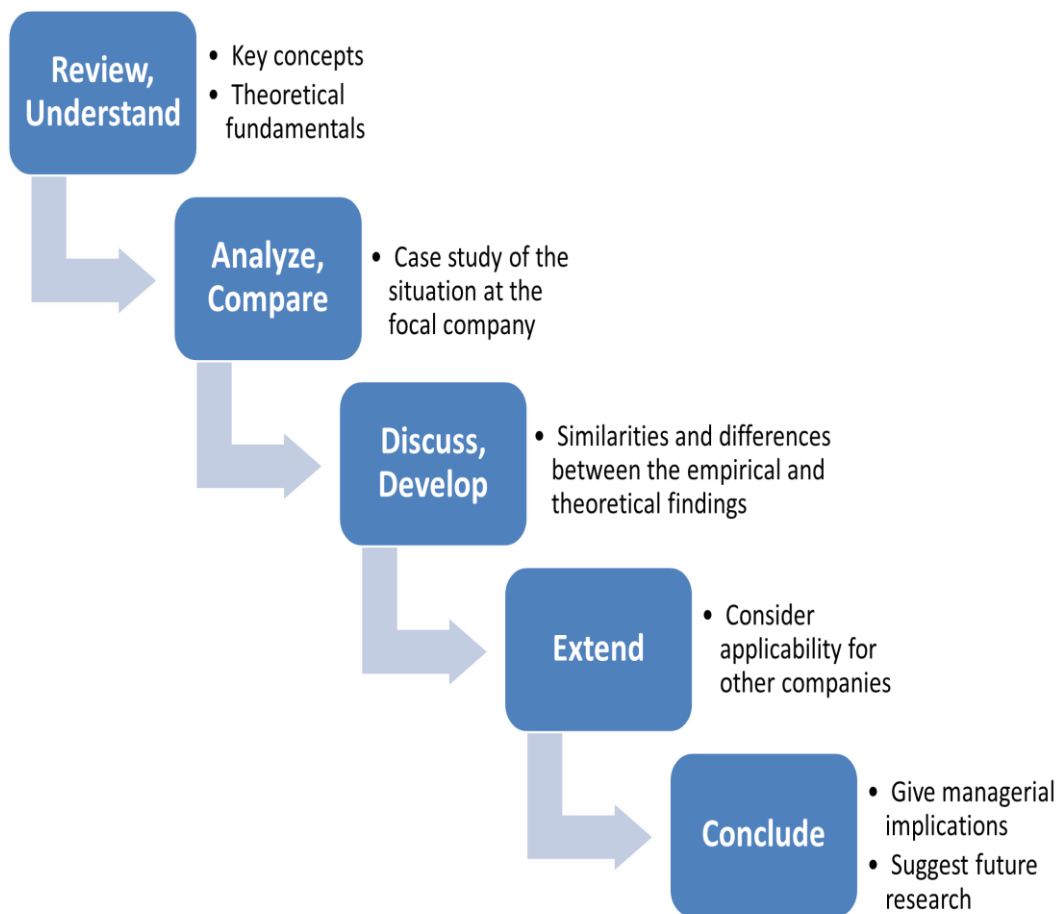 Review,
Understand
• Key concepts
• Theoretical
fundamentals
Analyze,
Compare
• Case study of the
situation at the
focal company
Discuss,
Develop
• Similarities and differences
between the empirical and
theoretical findings
Extend
• Consider
applicability for
other companies
Conclude
• Give managerial
implications
• Suggest future
research